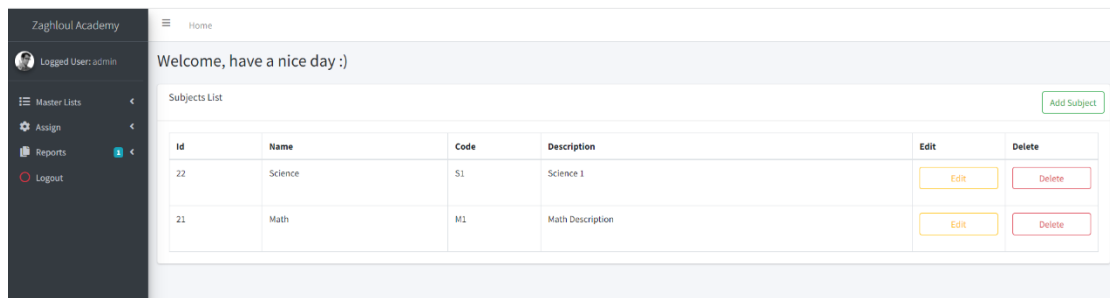 Zaghloul Academy
Home
Logged User: admin
Master Lists
Assign
Reports 1
Logout
Welcome, have a nice day :)
Subjects List
Add Subject
Id Name Code Description Edit Delete
22 Science S1 Science 1 Edit Delete
21 Math M1 Math Description Edit Delete